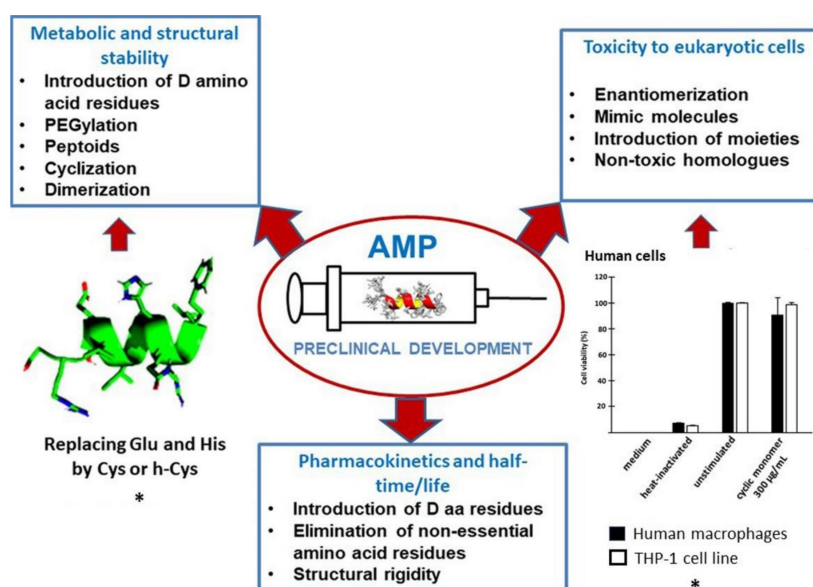 Metabolic and structural
stability
• Introduction of D amino
acid residues
• PEGylation
• Peptoids
• Cyclization
• Dimerization
Toxicity to eukaryotic cells
• Enantiomerization
• Mimic molecules
• Introduction of moieties
• Non-toxic homologues
AMP
PRECLINICAL DEVELOPMENT
Replacing Glu and His
by Cys or h-Cys
*
Pharmacokinetics and half-
time/life
• Introduction of D aa residues
• Elimination of non-essential
amino acid residues
• Structural rigidity
Human cells
Cell viability (%)
120
100
80
60
40
20
medium
heat-inactivated
unstimulated
cyclic monomer
300 µg/mL
Human macrophages
THP-1 cell line
*